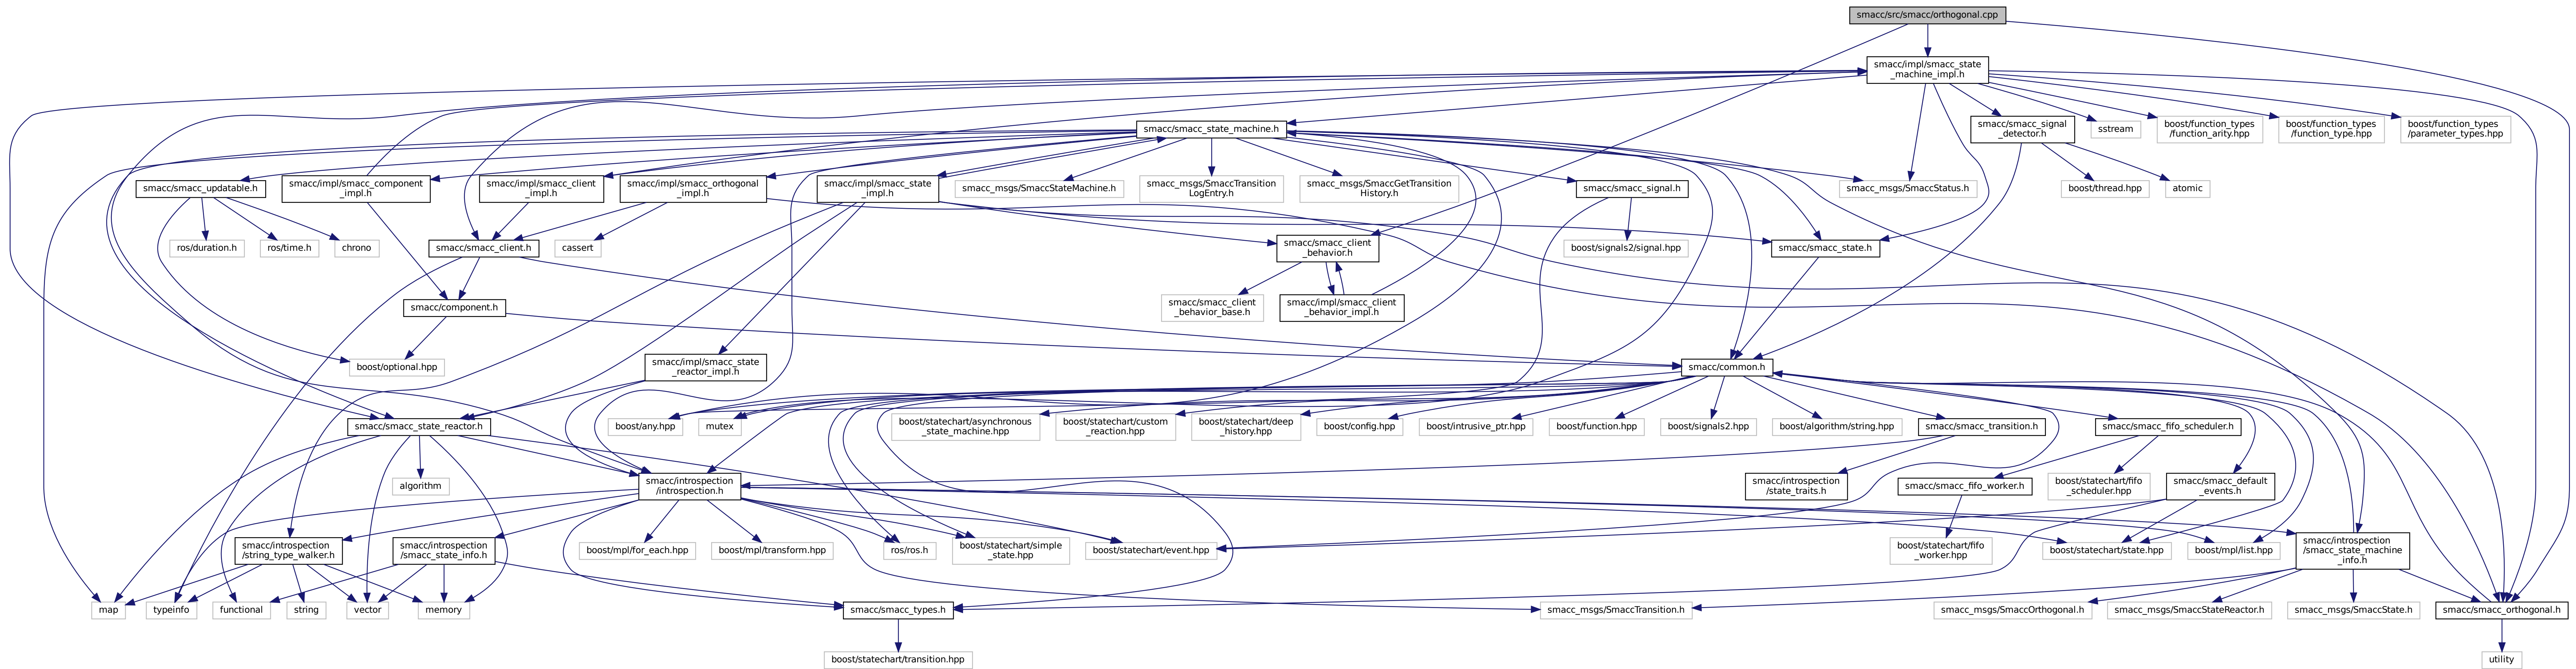 smacc/src/smacc/orthogonal.cpp
smacc/impl/smacc_state
_machine_impl.h
smacc/smacc_state_machine.h
smacc/smacc_signal
_detector.h
sstream
boost/function_types
/function_arity.hpp
boost/function_types
/function_type.hpp
boost/function_types
/parameter_types.hpp
smacc/smacc_updatable.h
smacc/impl/smacc_component
_impl.h
smacc/impl/smacc_client
_impl.h
smacc/impl/smacc_orthogonal
_impl.h
smacc/impl/smacc_state
_impl.h
smacc_msgs/SmaccStateMachine.h
smacc_msgs/SmaccTransition
LogEntry.h
smacc_msgs/SmaccGetTransition
History.h
smacc/smacc_signal.h
smacc_msgs/SmaccStatus.h
boost/thread.hpp
atomic
ros/duration.h
ros/time.h
chrono
smacc/smacc_client.h
cassert
smacc/smacc_client
_behavior.h
boost/signals2/signal.hpp
smacc/smacc_state.h
smacc/component.h
smacc/smacc_client
_behavior_base.h
smacc/impl/smacc_client
_behavior_impl.h
boost/optional.hpp
smacc/impl/smacc_state
_reactor_impl.h
smacc/common.h
smacc/smacc_state_reactor.h
boost/any.hpp
mutex
boost/statechart/asynchronous
_state_machine.hpp
boost/statechart/custom
_reaction.hpp
boost/statechart/deep
_history.hpp
boost/config.hpp
boost/intrusive_ptr.hpp
boost/function.hpp
boost/signals2.hpp
boost/algorithm/string.hpp
smacc/smacc_transition.h
smacc/smacc_fifo_scheduler.h
algorithm
smacc/introspection
/introspection.h
smacc/introspection
/state_traits.h
smacc/smacc_fifo_worker.h
boost/statechart/fifo
_scheduler.hpp
smacc/smacc_default
_events.h
smacc/introspection
/string_type_walker.h
smacc/introspection
/smacc_state_info.h
boost/mpl/for_each.hpp
boost/mpl/transform.hpp
ros/ros.h
boost/statechart/simple
_state.hpp
boost/statechart/event.hpp
boost/statechart/fifo
_worker.hpp
boost/statechart/state.hpp
boost/mpl/list.hpp
smacc/introspection
/smacc_state_machine
_info.h
map
typeinfo
functional
string
vector
memory
smacc/smacc_types.h
smacc_msgs/SmaccTransition.h
smacc_msgs/SmaccOrthogonal.h
smacc_msgs/SmaccStateReactor.h
smacc_msgs/SmaccState.h
smacc/smacc_orthogonal.h
boost/statechart/transition.hpp
utility